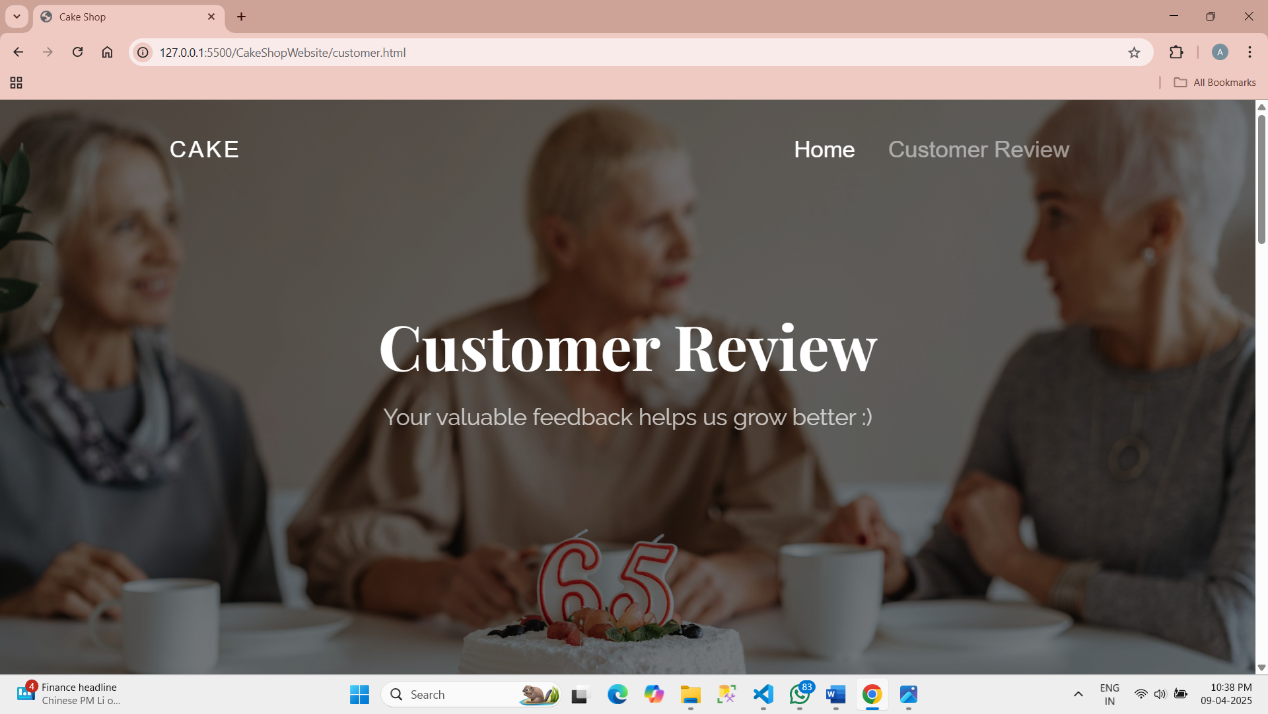 Cake Shop
127.0.0.1:5500/CakeShopWebsite/customer.html
A
All Bookmarks
CAKE
Home Customer Review
Customer Review
Your valuable feedback helps us grow better :)
65
4
Finance headline
Chinese PM Li o...
Search
83
W
ENG
IN
10:38 PM
09-04-2025